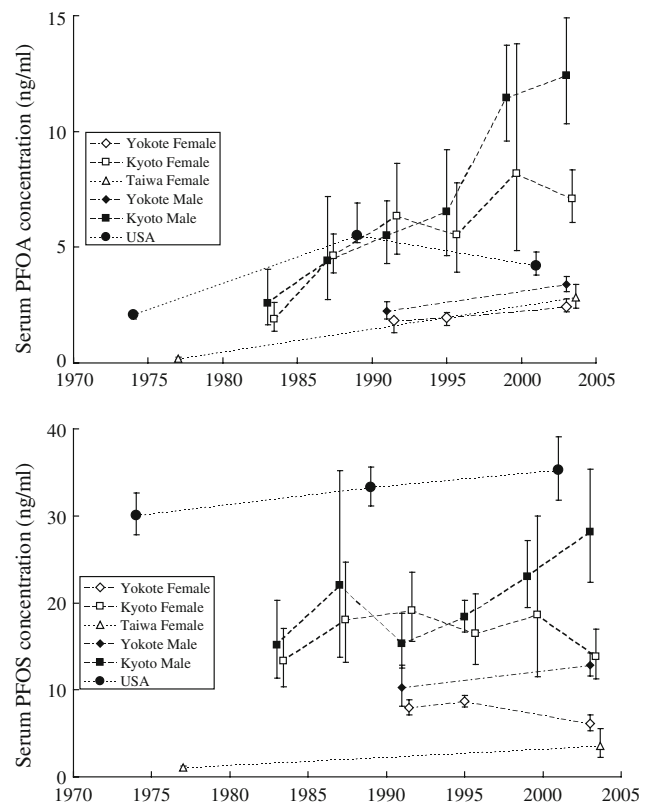 Serum PFOA concentration (ng/ml)
15
10
5
0
Yokote Female
Kyoto Female
Taiwa Female
Yokote Male
Kyoto Male
USA
1970 1975 1980 1985 1990 1995 2000 2005
Serum PFOS concentration (ng/ml)
40
30
20
10
0
Yokote Female
Kyoto Female
Taiwa Female
Yokote Male
Kyoto Male
USA
1970 1975 1980 1985 1990 1995 2000 2005